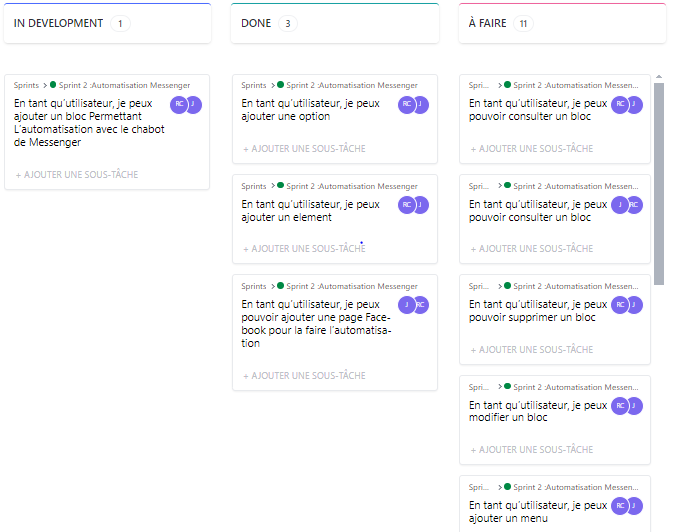 IN DEVELOPMENT 1
Sprints > Sprint 2 :Automatisation Messenger
En tant qu'utilisateur, je peux
ajouter un bloc Permettant
L'automatisation avec le chabot
de Messenger
RC J
+ AJOUTER UNE SOUS-TÂCHE
DONE 3
Sprints > Sprint 2 :Automatisation Messenger
En tant qu'utilisateur, je peux
ajouter une option
RC J
+ AJOUTER UNE SOUS-TÂCHE
Sprints > Sprint 2 :Automatisation Messenger
En tant qu'utilisateur, je peux
ajouter un element
RC J
+ AJOUTER UNE SOUS-TÂCHE
Sprints > Sprint 2 :Automatisation Messenger
En tant qu'utilisateur, je peux
pouvoir ajouter une page Face-
book pour la faire l'automatisa-
tion
J RC
+ AJOUTER UNE SOUS-TÂCHE
À FAIRE 11
Spri... > Sprint 2 :Automatisation Messen...
En tant qu'utilisateur, je peux
pouvoir consulter un bloc
RC J
+ AJOUTER UNE SOUS-TÂCHE
Spri... > Sprint 2 :Automatisation Messen...
En tant qu'utilisateur, je peux
pouvoir consulter un bloc
J RC
+ AJOUTER UNE SOUS-TÂCHE
Spri... > Sprint 2 :Automatisation Messen...
En tant qu'utilisateur, je peux
pouvoir supprimer un bloc
RC J
+ AJOUTER UNE SOUS-TÂCHE
Spri... > Sprint 2 :Automatisation Messen...
En tant qu'utilisateur, je peux
modifier un bloc
RC J
+ AJOUTER UNE SOUS-TÂCHE
Spri... > Sprint 2 :Automatisation Messen...
En tant qu'utilisateur, je peux
ajouter un menu
RC J